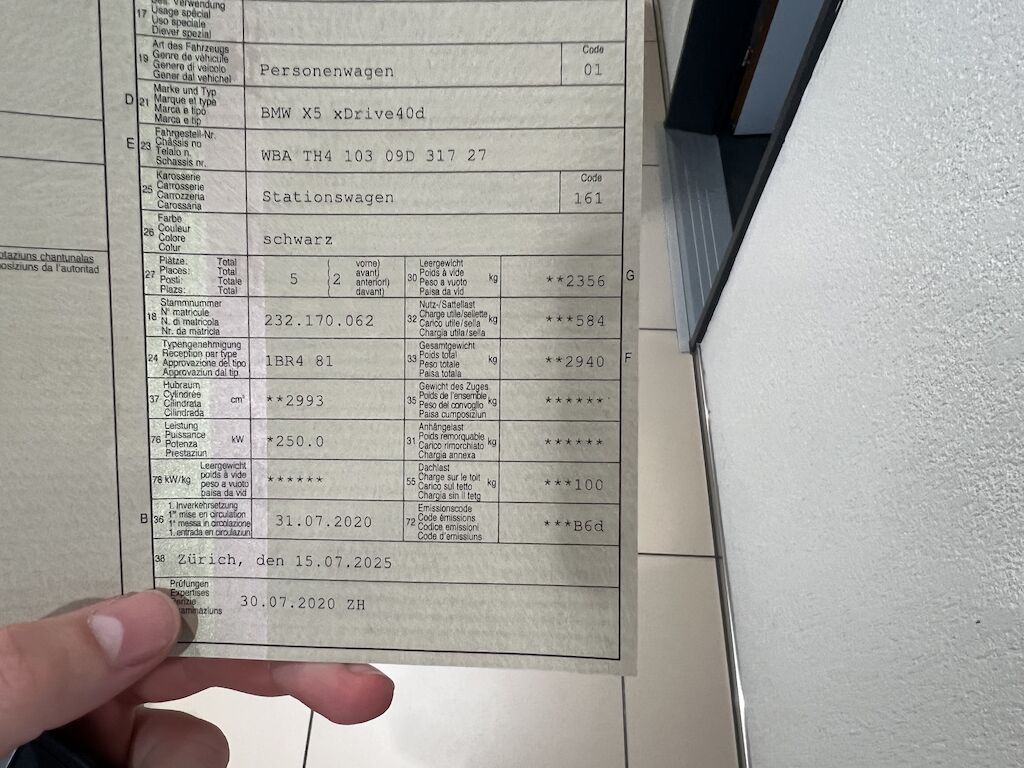 Bes. Verwendung
17 Usage spécial
Uso speciale
Diever spezial
19 Art des Fahrzeugs
Genre de véhicule
Genere di veicolo
Gener dal vehichel
Personenwagen
Code
01
D 21 Marke und Typ
Marque et type
Marca e tipo
Marca e tip
BMW X5 xDrive40d
E 23 Fahrgestell-Nr.
Châssis no
Telaio n.
Schassis nr.
WBA TH4 103 09D 317 27
25 Karosserie
Carrosserie
Carrozzeria
Carossaria
Stationswagen
Code
161
26 Farbe
Couleur
Colore
Colur
schwarz
27 Plätze: Total
Places: Total
Posti: Totale
Plazs: Total
5 2 vorne)
avant)
anteriori)
davant)
30 Leergewicht
Poids à vide
Peso a vuoto
Paisa da vid
kg
**2356 G
18 Stammnummer
N° matricule
N. di matricola
Nr. da matricla
232.170.062
32 Nutz-/Sattellast
Charge utile/sellette
Carico utile/sella
Chargia utila/sella
kg
***584
24 Typengenehmigung
Réception par type
Approvazione del tipo
Approvaziun dal tip
1BR4 81
33 Gesamtgewicht
Poids total
Peso totale
Paisa totala
kg
**2940 F
37 Hubraum
Cylindrée
Cilindrata
Cilindrada
cm³
**2993
35 Gewicht des Zuges
Poids de l'ensemble
Peso del convoglio
Paisa cumposiziun
kg
******
76 Leistung
Puissance
Potenza
Prestaziun
kW
*250.0
31 Anhängelast
Poids remorquable
Carico rimorchiato
Chargia annexa
kg
******
78 kW/kg Leergewicht
poids à vide
peso a vuoto
paisa da vid
******
55 Dachlast
Charge sur le toit
Carico sul tetto
Chargia sin il tetg
kg
***100
B 36 1. Inverkehrsetzung
1re mise en circulation
1a messa in circolazione
1. entrada en circulaziun
31.07.2020
72 Emissionscode
Code émissions
Codice emissioni
Code d'emissiuns
***B6d
38 Zürich, den 15.07.2025
Prüfungen
Expertises
30.07.2020 ZH
otaziuns chantunalas
posiziuns da l'autoritad